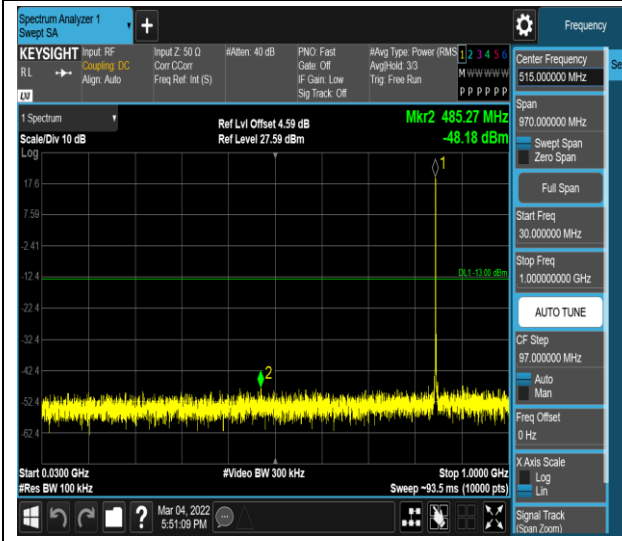 Spectrum Analyzer 1
Swept SA
+
Frequency
KEYSIGHT
RL
LXI
Input: RF
Coupling: DC
Align: Auto
Input Z: 50 Ω
Corr CCorr
Freq Ref: Int (S)
#Atten: 40 dB
PNO: Fast
Gate: Off
IF Gain: Low
Sig Track: Off
#Avg Type: Power (RMS
Avg|Hold: 3/3
Trig: Free Run
1 2 3 4 5 6
M W W W W W
P P P P P P
1 Spectrum
Scale/Div 10 dB
Log
Ref Lvl Offset 4.59 dB
Ref Level 27.59 dBm
Mkr2 485.27 MHz
-48.18 dBm
17.6
7.59
-2.41
-12.4
-22.4
-32.4
-42.4
-52.4
-62.4
1
DL1 -13.00 dBm
2
Start 0.0300 GHz
#Res BW 100 kHz
#Video BW 300 kHz
Stop 1.0000 GHz
Sweep ~93.5 ms (10000 pts)
Center Frequency
515.000000 MHz
Se
Span
970.000000 MHz
Swept Span
Zero Span
Full Span
Start Freq
30.000000 MHz
Stop Freq
1.000000000 GHz
AUTO TUNE
CF Step
97.000000 MHz
Auto
Man
Freq Offset
0 Hz
X Axis Scale
Log
Lin
Signal Track
(Span Zoom)
?
Mar 04, 2022
5:51:09 PM